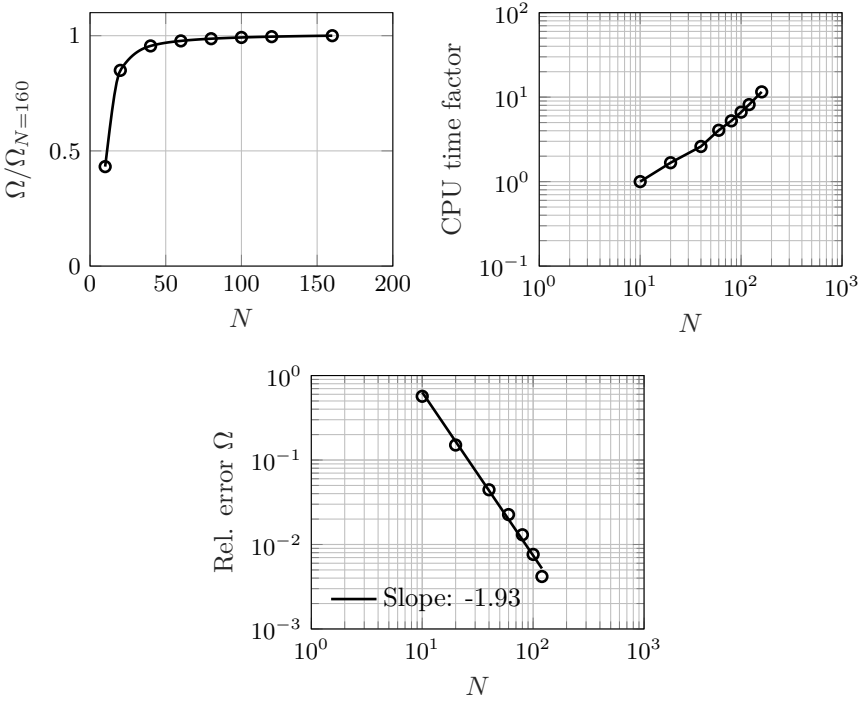 1
0.5
0
0 50 100 150 200
N
Ω/Ω_{N=160}
10^2
10^1
10^0
10^{−1}
10^0 10^1 10^2 10^3
N
CPU time factor
10^0
10^{−1}
10^{−2}
10^{−3}
10^0 10^1 10^2 10^3
N
Rel. error Ω
Slope: -1.93